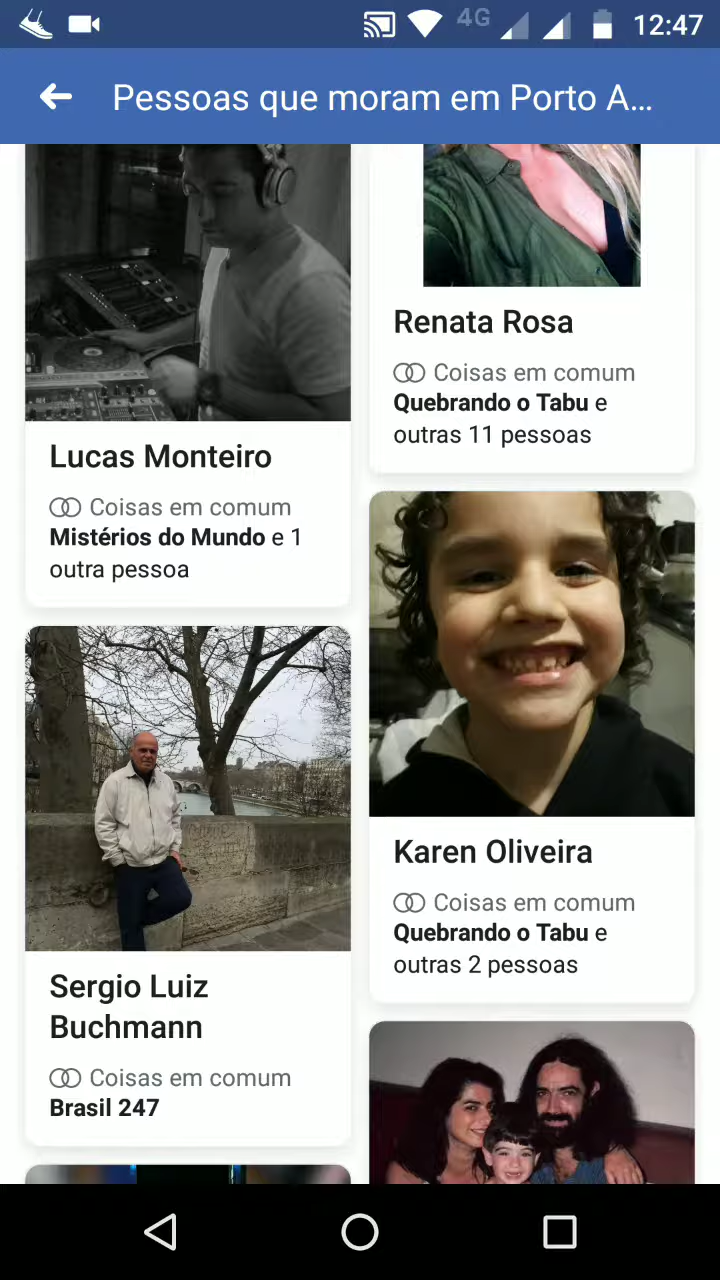 4G
12:47
Pessoas que moram em Porto A...
Lucas Monteiro
Coisas em comum
Mistérios do Mundo e 1
outra pessoa
Sergio Luiz
Buchmann
Coisas em comum
Brasil 247
Renata Rosa
Coisas em comum
Quebrando o Tabu e
outras 11 pessoas
Karen Oliveira
Coisas em comum
Quebrando o Tabu e
outras 2 pessoas